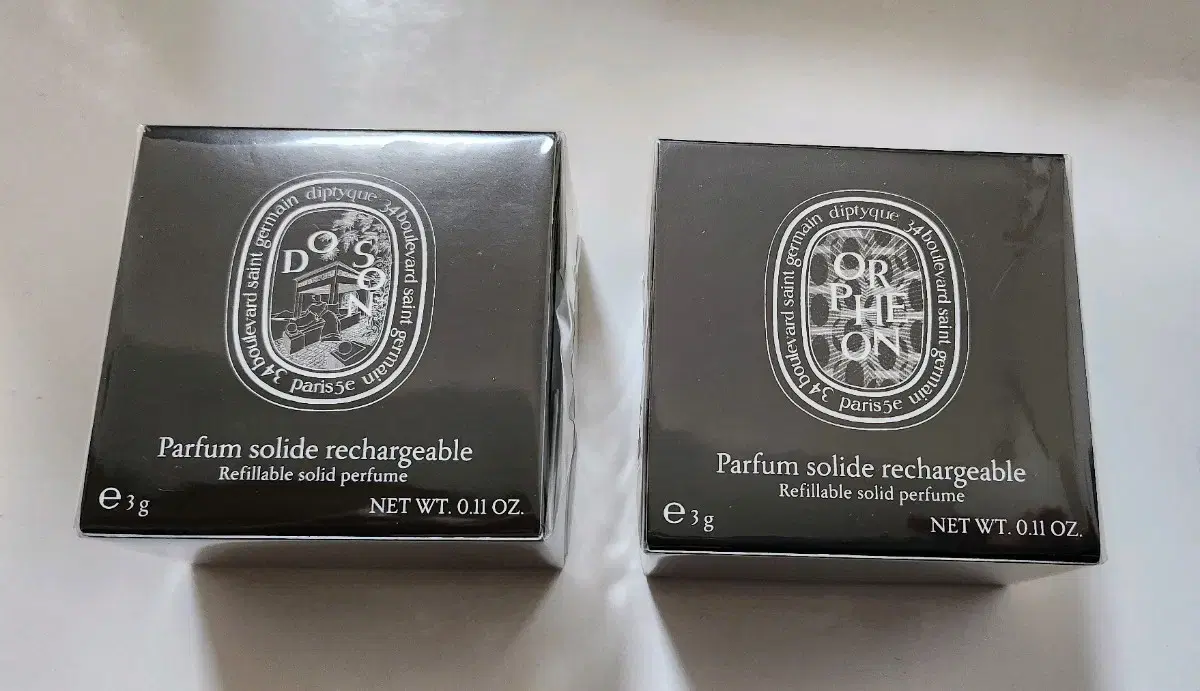 diptyque 34 boulevard saint germain paris5e 34 boulevard saint germain
DO SON
Parfum solide rechargeable
Refillable solid perfume
e 3 g
NET WT. 0.11 OZ.
diptyque 34 boulevard saint germain paris5e 34 boulevard saint germain
OR
PHE
ON
Parfum solide rechargeable
Refillable solid perfume
e 3 g
NET WT. 0.11 OZ.